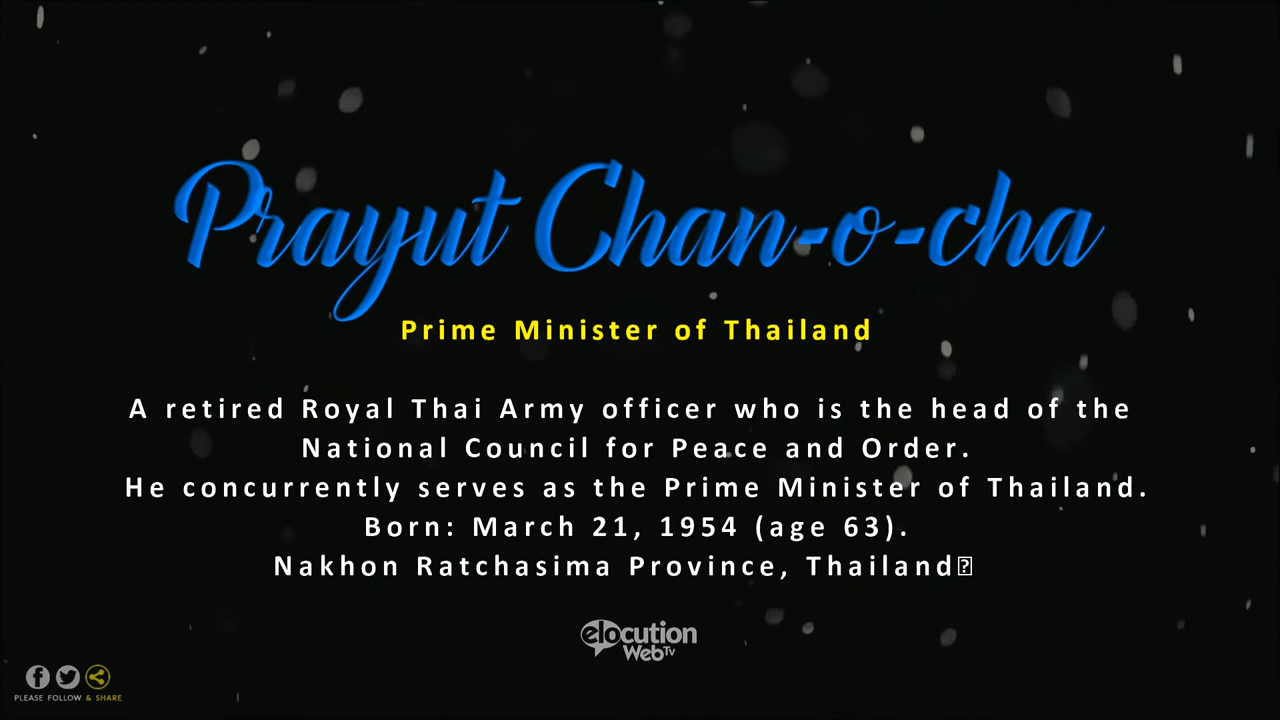 Prayut Chan-o-cha
Prime Minister of Thailand
A retired Royal Thai Army officer who is the head of the
National Council for Peace and Order.
He concurrently serves as the Prime Minister of Thailand.
Born: March 21, 1954 (age 63).
Nakhon Ratchasima Province, Thailand
elocution
WebTv
PLEASE FOLLOW & SHARE